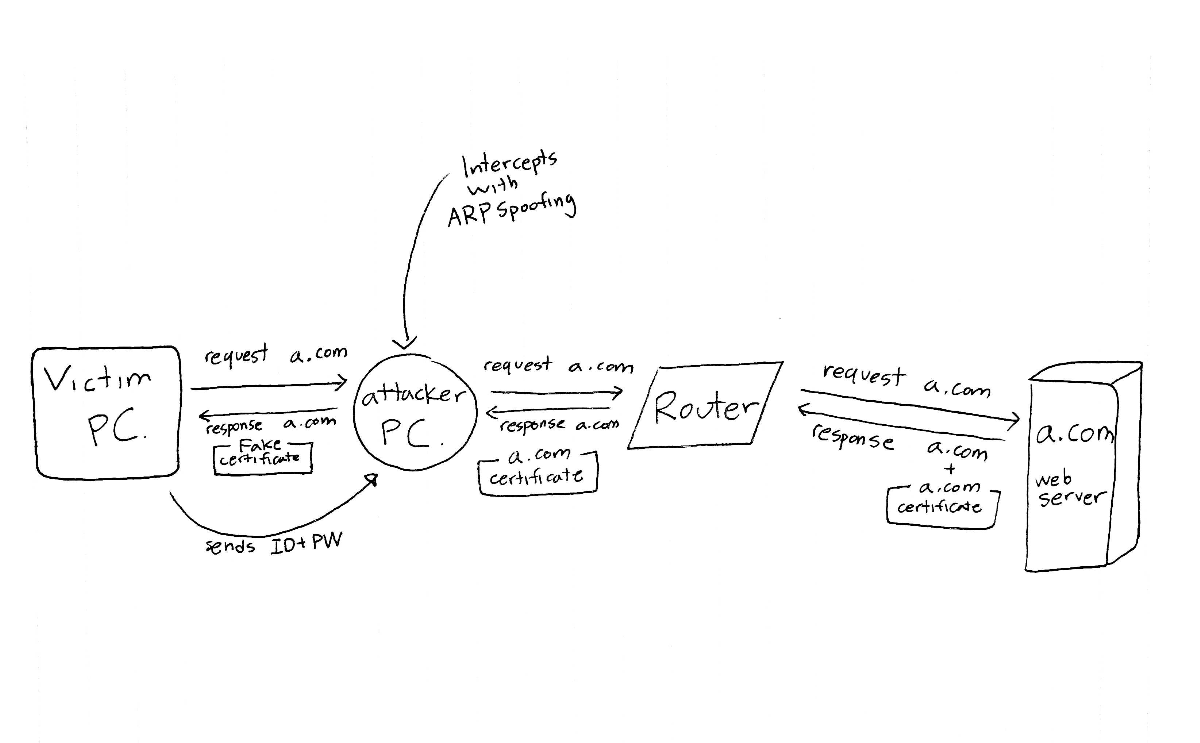 Intercepts
with
ARP Spoofing
Victim
PC.
request a.com
response a.com
Fake
certificate
sends ID+PW
attacker
PC.
request a.com
response a.com
a.com
certificate
Router
request a.com
response a.com
+
a.com
certificate
a.com
web
server